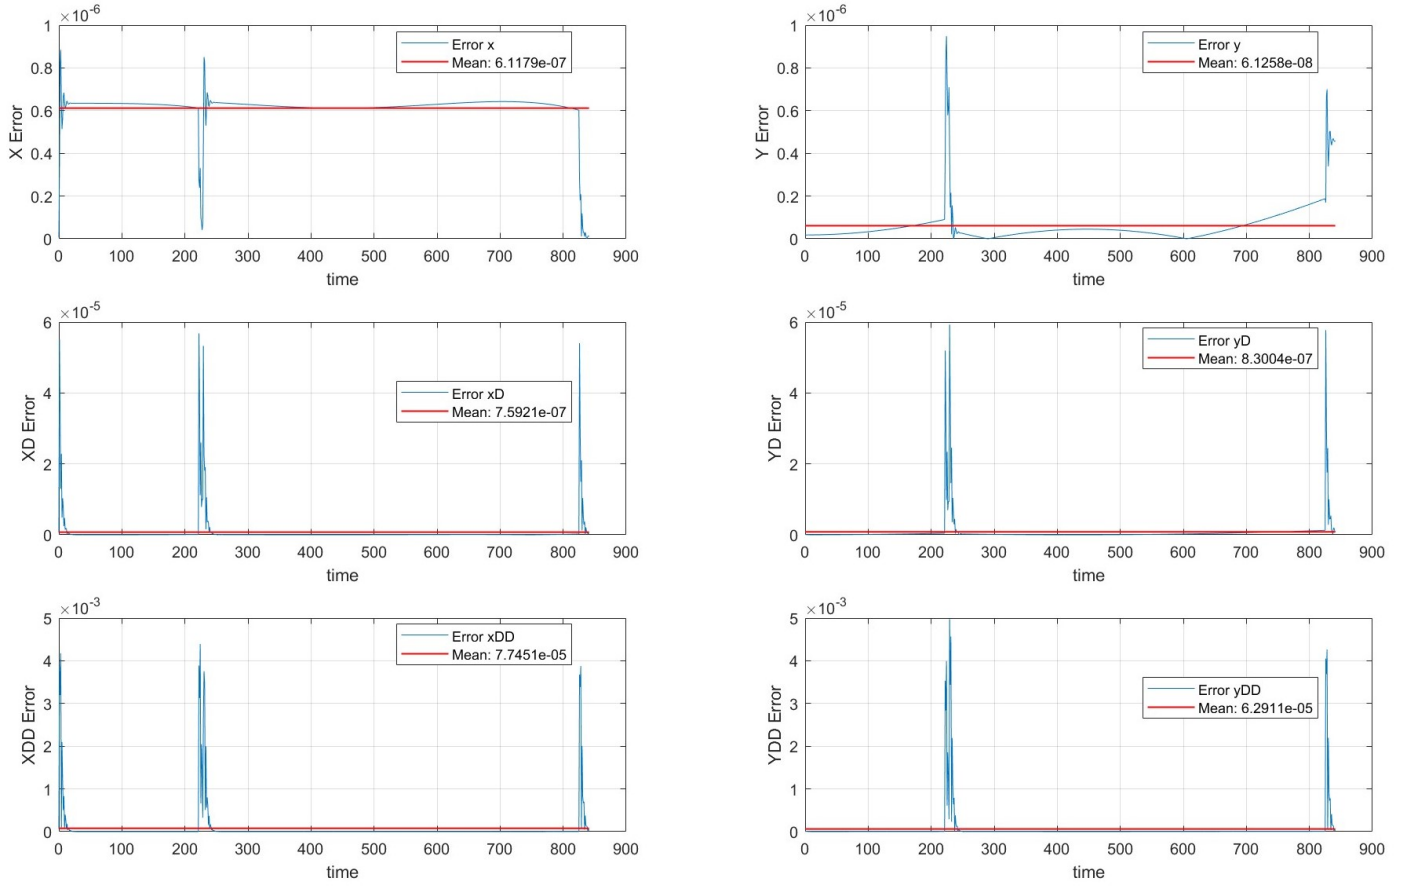 ×10-6
1
0.8
0.6
0.4
0.2
0
X Error
Error x
Mean: 6.1179e-07
0 100 200 300 400 500 600 700 800 900
time
×10-6
1
0.8
0.6
0.4
0.2
0
Y Error
Error y
Mean: 6.1258e-08
0 100 200 300 400 500 600 700 800 900
time
×10-5
6
4
2
0
XD Error
Error xD
Mean: 7.5921e-07
0 100 200 300 400 500 600 700 800 900
time
×10-5
6
4
2
0
YD Error
Error yD
Mean: 8.3004e-07
0 100 200 300 400 500 600 700 800 900
time
×10-3
5
4
3
2
1
0
XDD Error
Error xDD
Mean: 7.7451e-05
0 100 200 300 400 500 600 700 800 900
time
×10-3
5
4
3
2
1
0
YDD Error
Error yDD
Mean: 6.2911e-05
0 100 200 300 400 500 600 700 800 900
time